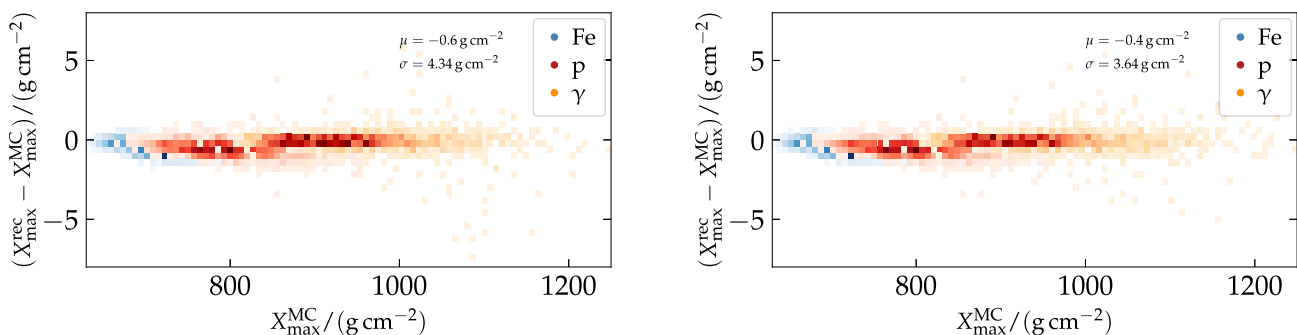 (X_max^rec − X_max^MC)/(g cm⁻²)
5
0
−5
μ = −0.6 g cm⁻²
σ = 4.34 g cm⁻²
Fe
p
γ
800
1000
1200
X_max^MC/(g cm⁻²)
(X_max^rec − X_max^MC)/(g cm⁻²)
5
0
−5
μ = −0.4 g cm⁻²
σ = 3.64 g cm⁻²
Fe
p
γ
800
1000
1200
X_max^MC/(g cm⁻²)